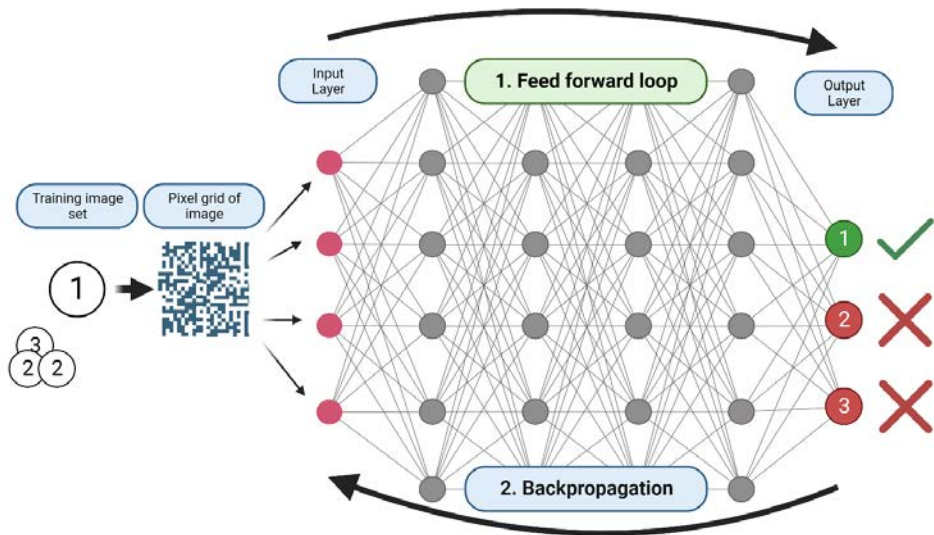 Input
Layer
1. Feed forward loop
Output
Layer
Training image
set
Pixel grid of
image
1
3
2
2
1
2
3
2. Backpropagation